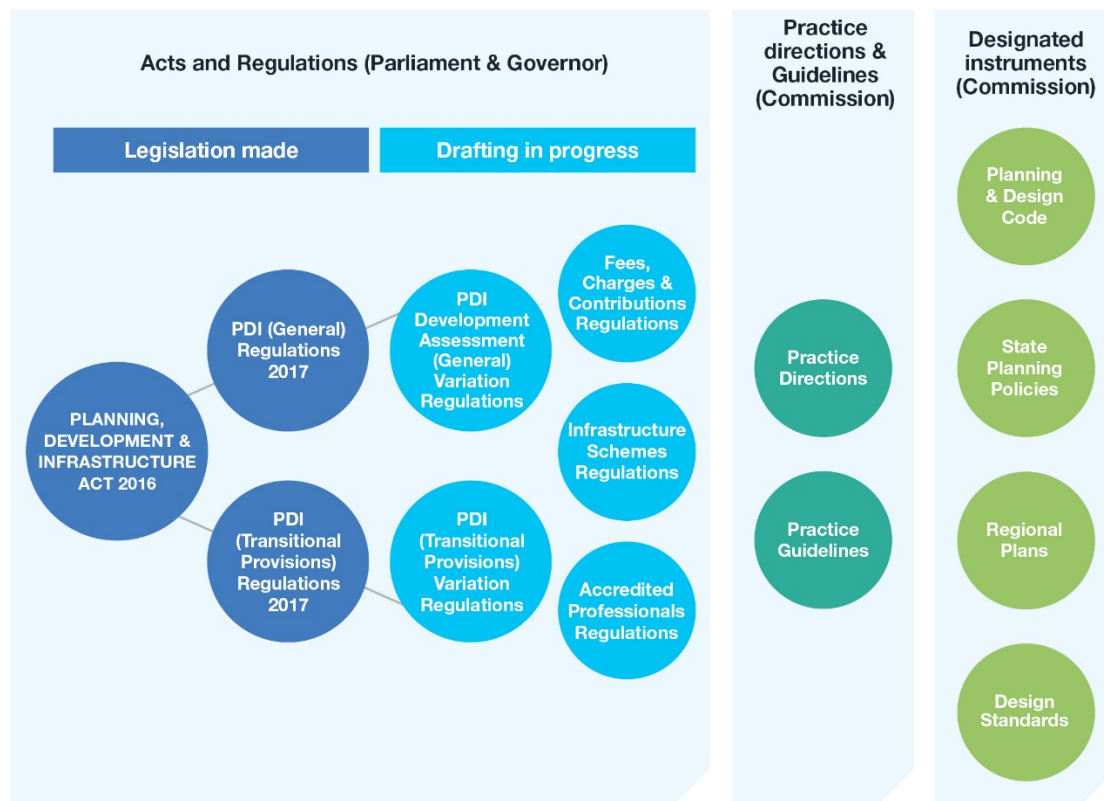 Acts and Regulations (Parliament & Governor)
Legislation made
Drafting in progress
PLANNING,
DEVELOPMENT &
INFRASTRUCTURE
ACT 2016
PDI (General)
Regulations
2017
PDI
(Transitional
Provisions)
Regulations
2017
PDI
Development
Assessment
(General)
Variation
Regulations
PDI
(Transitional
Provisions)
Variation
Regulations
Fees,
Charges &
Contributions
Regulations
Infrastructure
Schemes
Regulations
Accredited
Professionals
Regulations
Practice
directions &
Guidelines
(Commission)
Practice
Directions
Practice
Guidelines
Designated
instruments
(Commission)
Planning
& Design
Code
State
Planning
Policies
Regional
Plans
Design
Standards